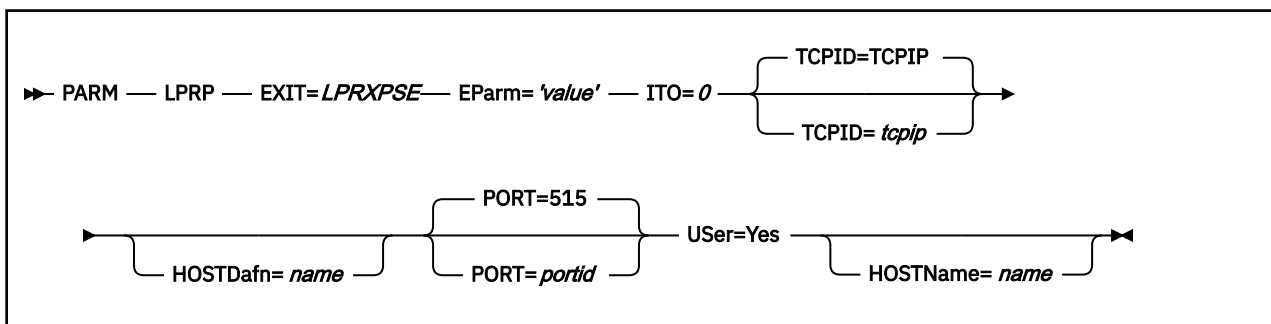 TCPID=TCPIP
PARM LPRP EXIT=LPRXPSE EParm='value' ITO=0
TCPID=tcpip
PORT=515
USer=Yes
HOSTDafn=name PORT=portid HOSTName=name